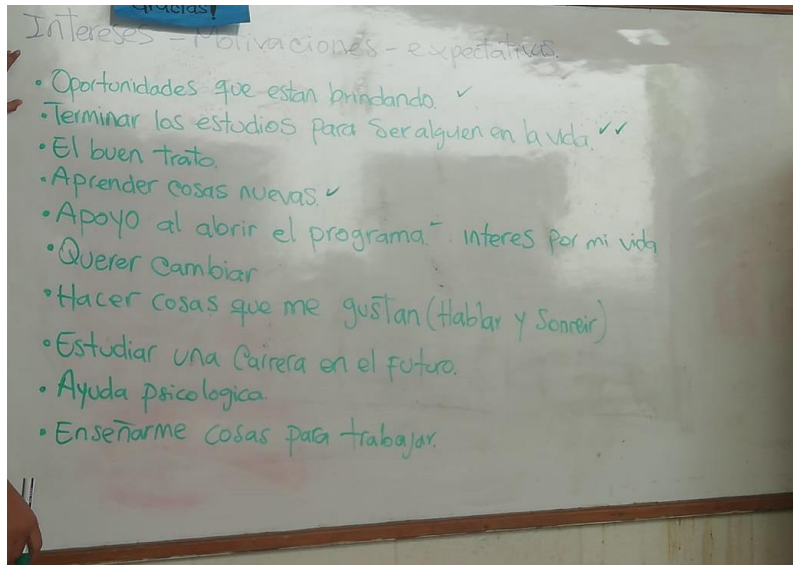 Gracias!
Intereses - Motivaciones - expectativas.
• Oportunidades que estan brindando. ✓
• Terminar los estudios para ser alguien en la vida. ✓✓
• El buen trato.
• Aprender cosas nuevas. ✓
• Apoyo al abrir el programa. - interes por mi vida
• Querer cambiar
• Hacer cosas que me gustan (Hablar y Sonreir)
• Estudiar una Carrera en el futuro.
• Ayuda psicologica.
• Enseñarme cosas para trabajar.